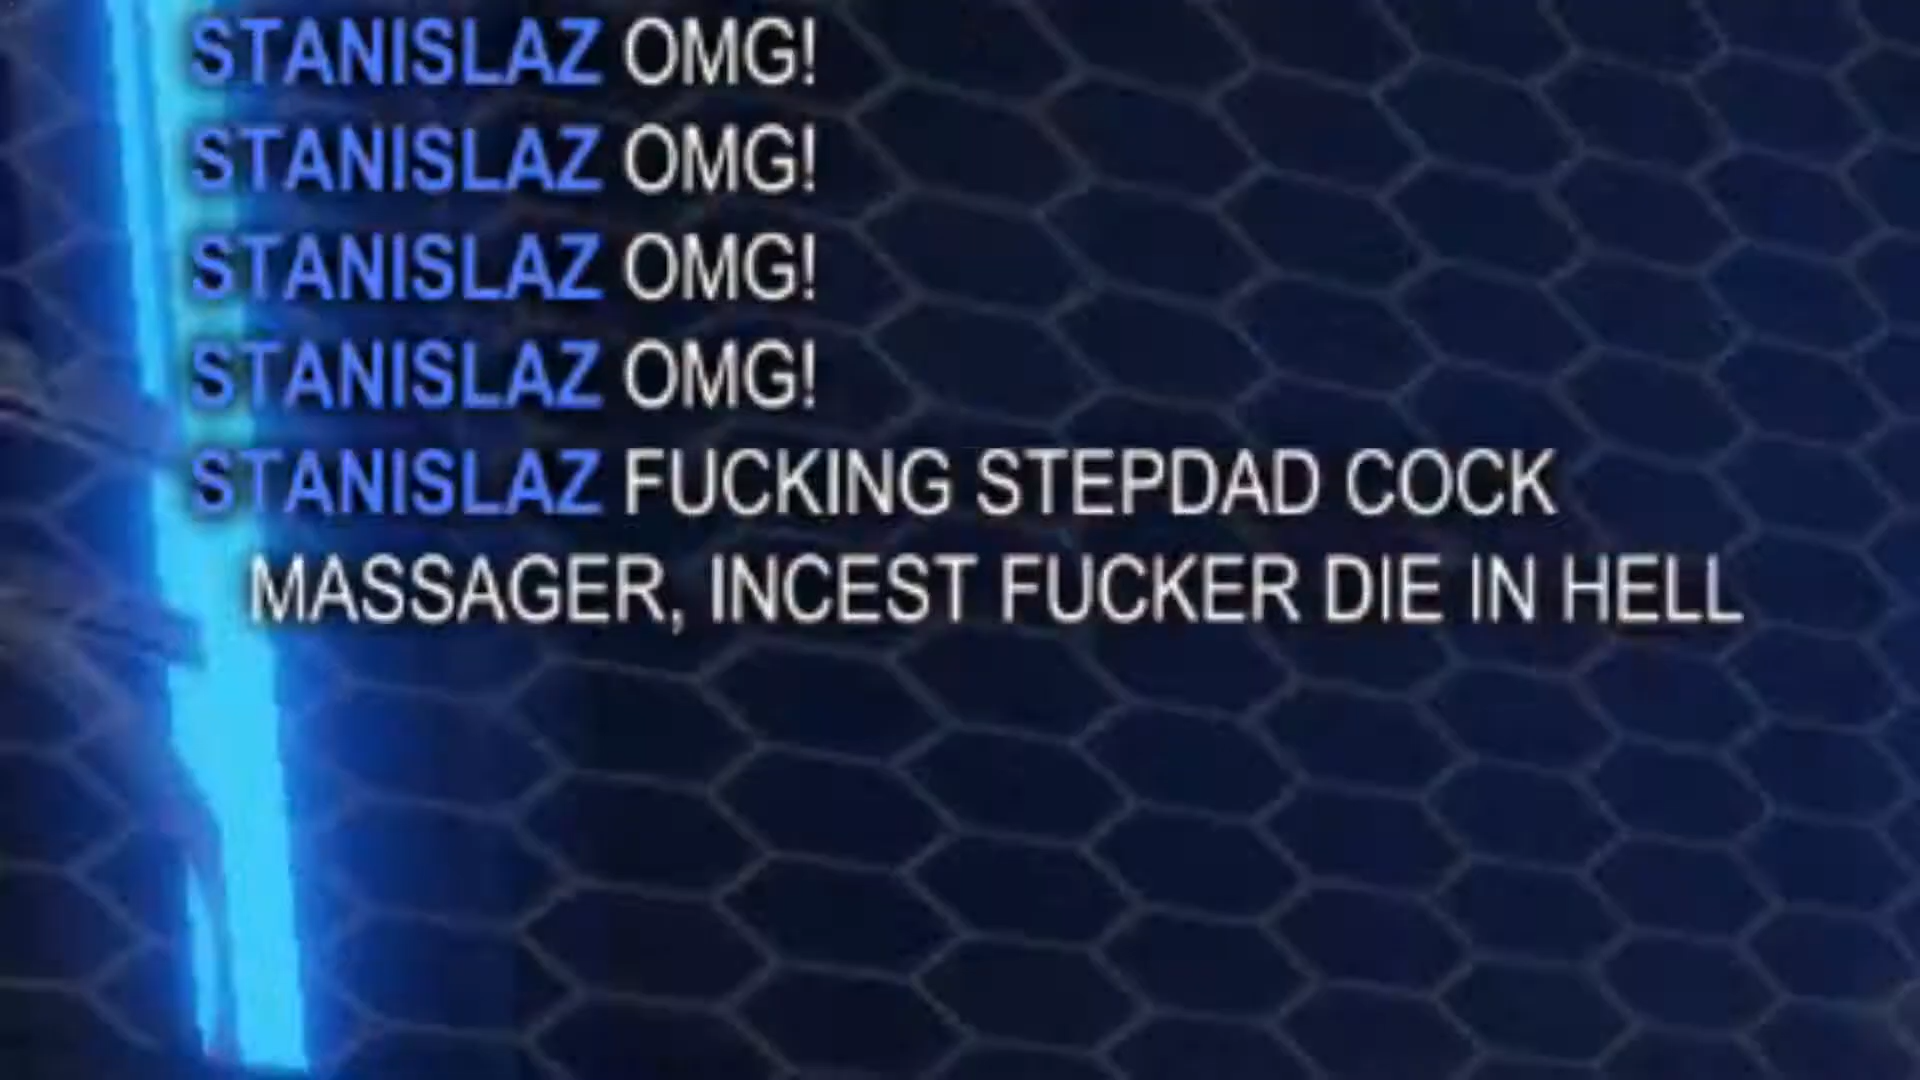 STANISLAZ OMG!
STANISLAZ OMG!
STANISLAZ OMG!
STANISLAZ OMG!
STANISLAZ FUCKING STEPDAD COCK
MASSAGER, INCEST FUCKER DIE IN HELL